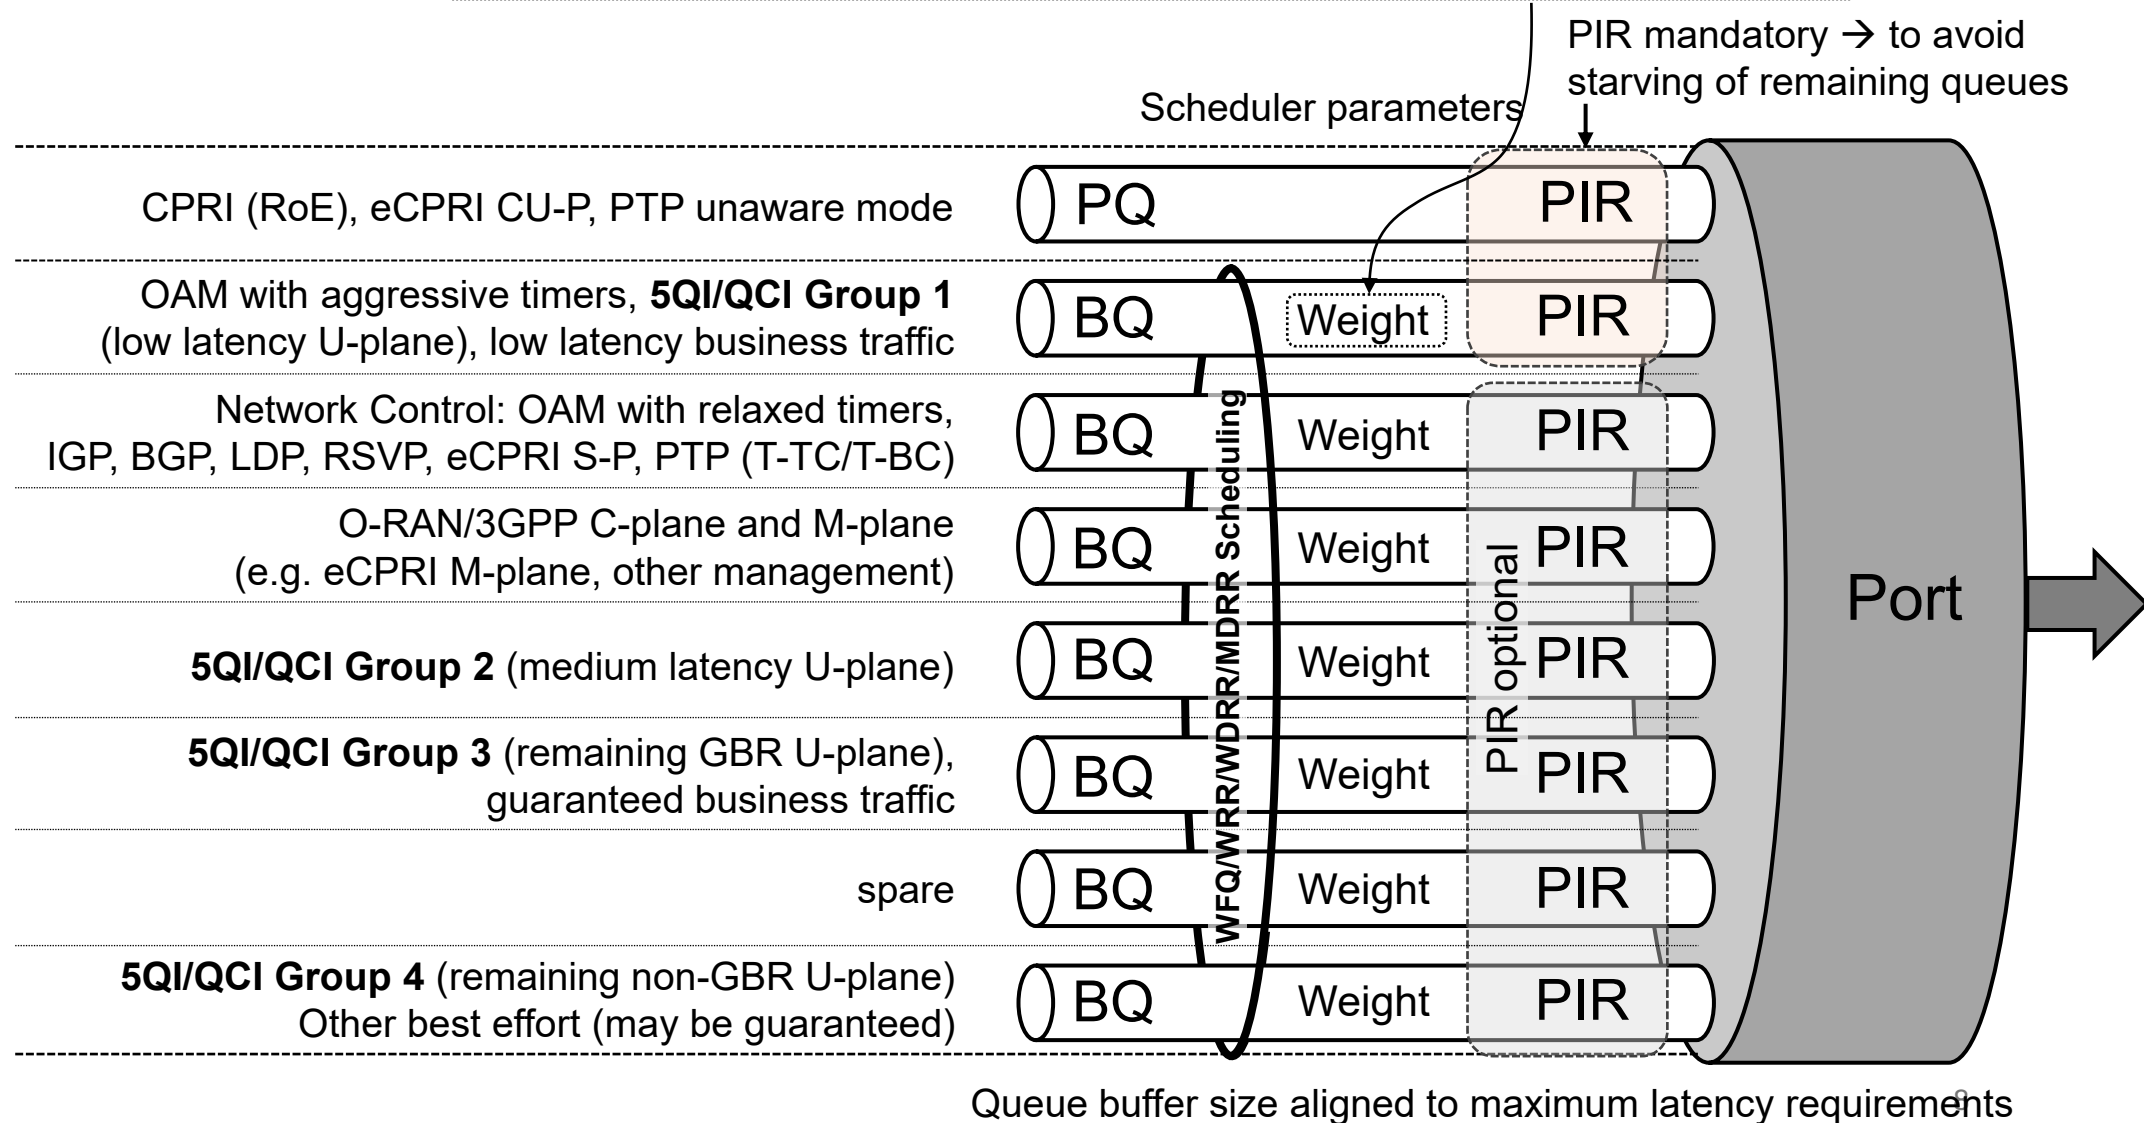 PIR mandatory → to avoid
starving of remaining queues
Scheduler parameters
CPRI (RoE), eCPRI CU-P, PTP unaware mode
PQ
PIR
OAM with aggressive timers, 5QI/QCI Group 1
(low latency U-plane), low latency business traffic
BQ
Weight
PIR
Network Control: OAM with relaxed timers,
IGP, BGP, LDP, RSVP, eCPRI S-P, PTP (T-TC/T-BC)
BQ
Weight
PIR
O-RAN/3GPP C-plane and M-plane
(e.g. eCPRI M-plane, other management)
BQ
Weight
PIR
5QI/QCI Group 2 (medium latency U-plane)
BQ
Weight
PIR
5QI/QCI Group 3 (remaining GBR U-plane),
guaranteed business traffic
BQ
Weight
PIR
spare
BQ
Weight
PIR
5QI/QCI Group 4 (remaining non-GBR U-plane)
Other best effort (may be guaranteed)
BQ
Weight
PIR
WFQ/WRR/WDRR/MDRR Scheduling
PIR optional
Port
Queue buffer size aligned to maximum latency requirements
8